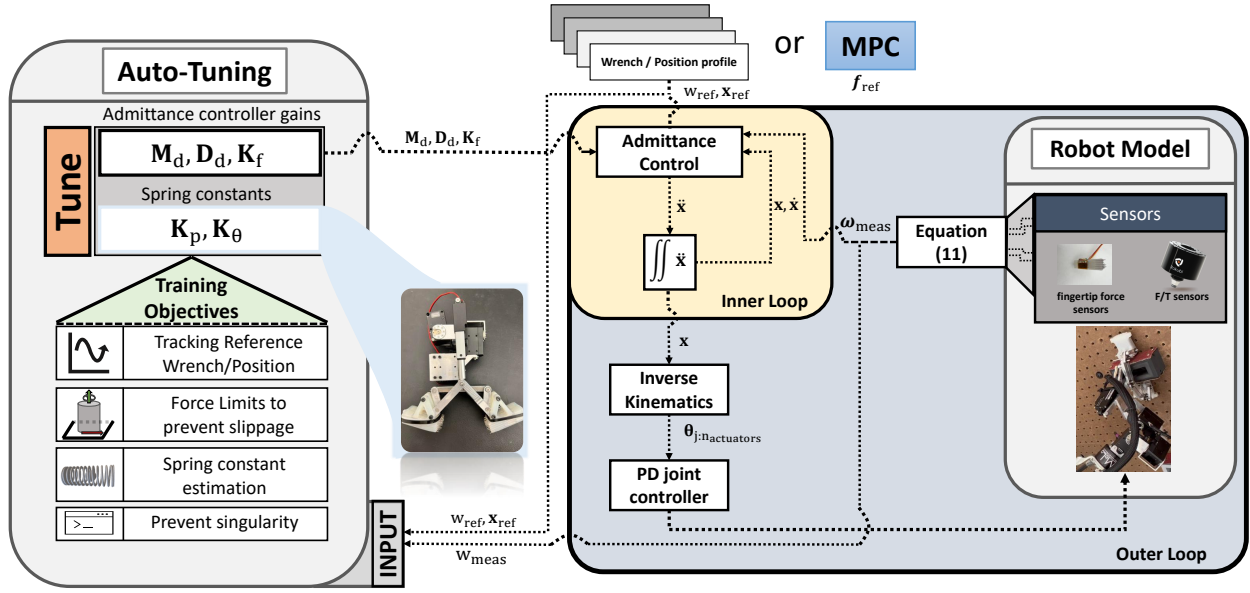 Auto-Tuning
Admittance controller gains
Tune
M_d, D_d, K_f
Spring constants
K_p, K_θ
Training
Objectives
Tracking Reference
Wrench/Position
Force Limits to
prevent slippage
Spring constant
estimation
>_
Prevent singularity
INPUT
w_ref, x_ref
w_meas
M_d, D_d, K_f
Wrench / Position profile
or
MPC
f_ref
w_ref, x_ref
Admittance
Control
ẍ
x, ẋ
∬ ẍ
Inner Loop
x
Inverse
Kinematics
θ_j:n_actuators
PD joint
controller
ω_meas
Equation
(11)
Robot Model
Sensors
fingertip force
sensors
F/T sensors
Outer Loop